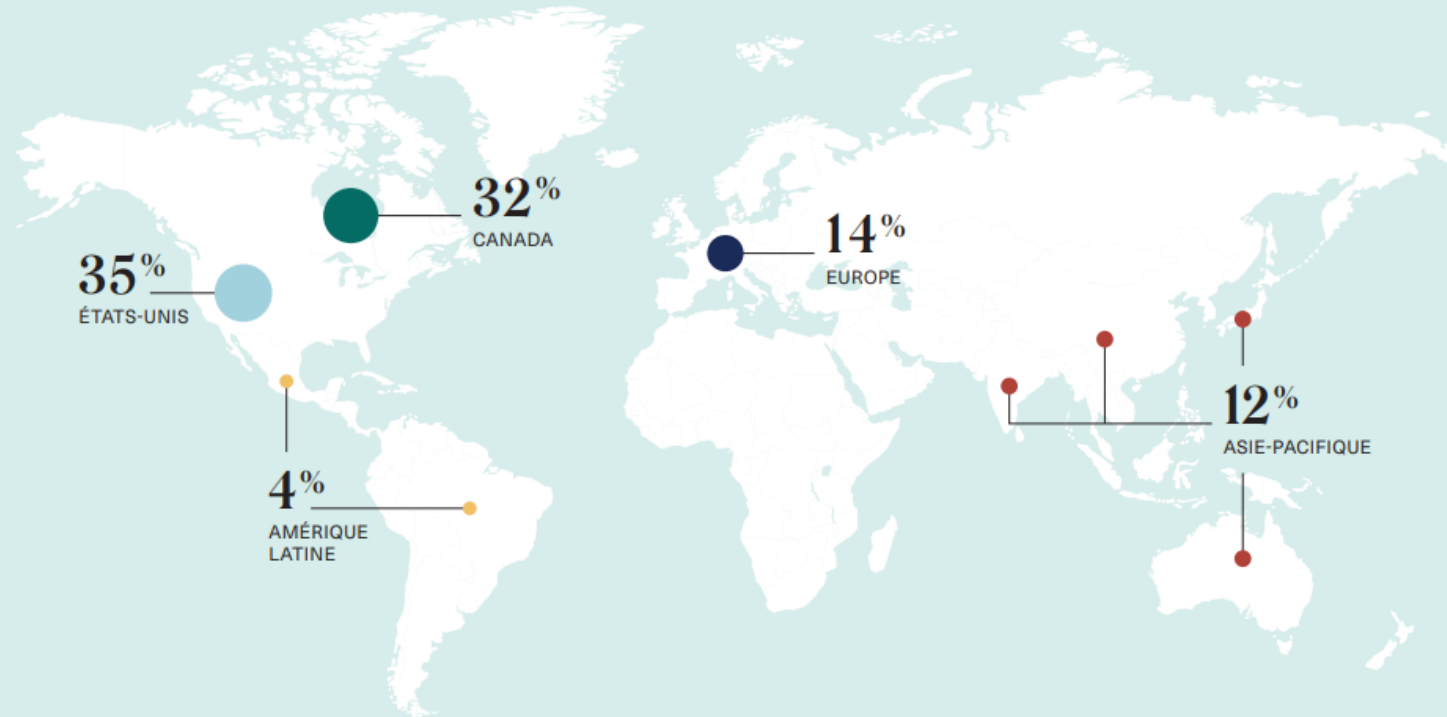 32%
CANADA
35%
ÉTATS-UNIS
14%
EUROPE
12%
ASIE-PACIFIQUE
4%
AMÉRIQUE
LATINE